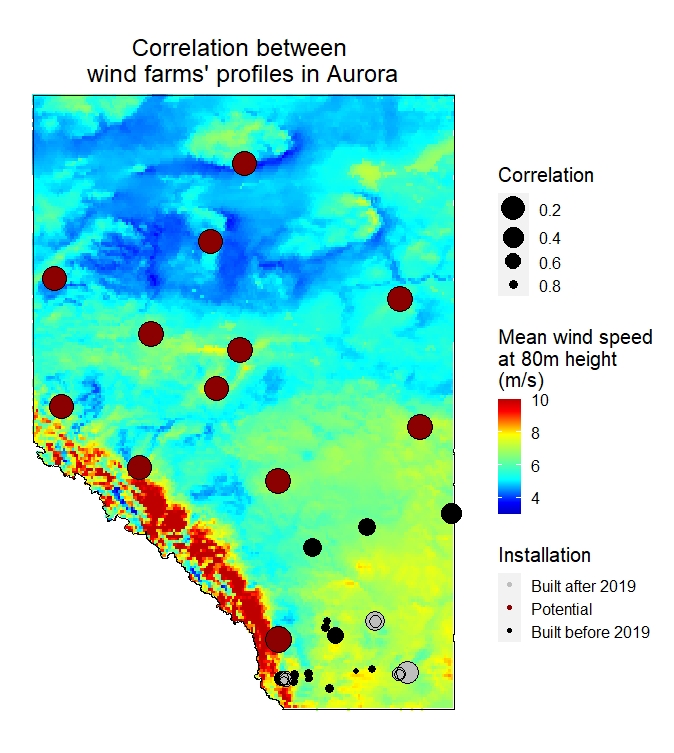 Correlation between
wind farms' profiles in Aurora
Correlation
0.2
0.4
0.6
0.8
Mean wind speed
at 80m height
(m/s)
10
8
6
4
Installation
Built after 2019
Potential
Built before 2019